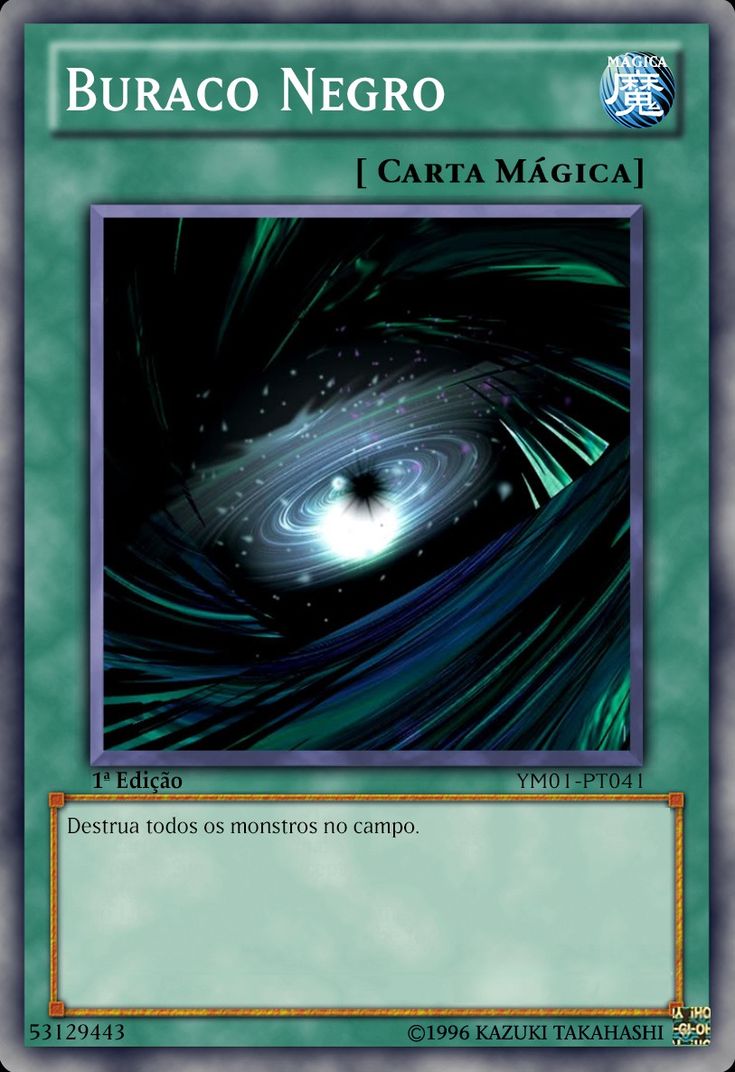 Buraco Negro
MÁGICA
魔
[ Carta Mágica]
1ª Edição
YM01-PT041
Destrua todos os monstros no campo.
53129443
©1996 KAZUKI TAKAHASHI